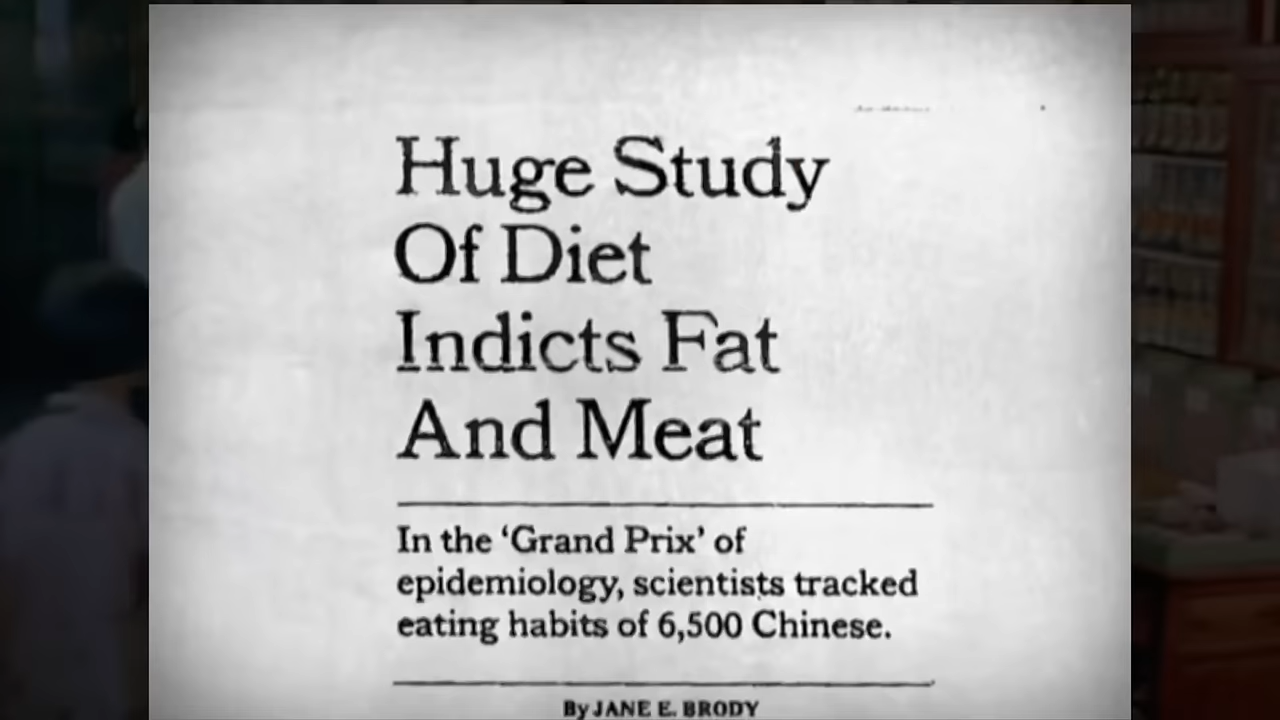 Huge Study
Of Diet
Indicts Fat
And Meat
In the ‘Grand Prix’ of
epidemiology, scientists tracked
eating habits of 6,500 Chinese.
By JANE E. BRODY